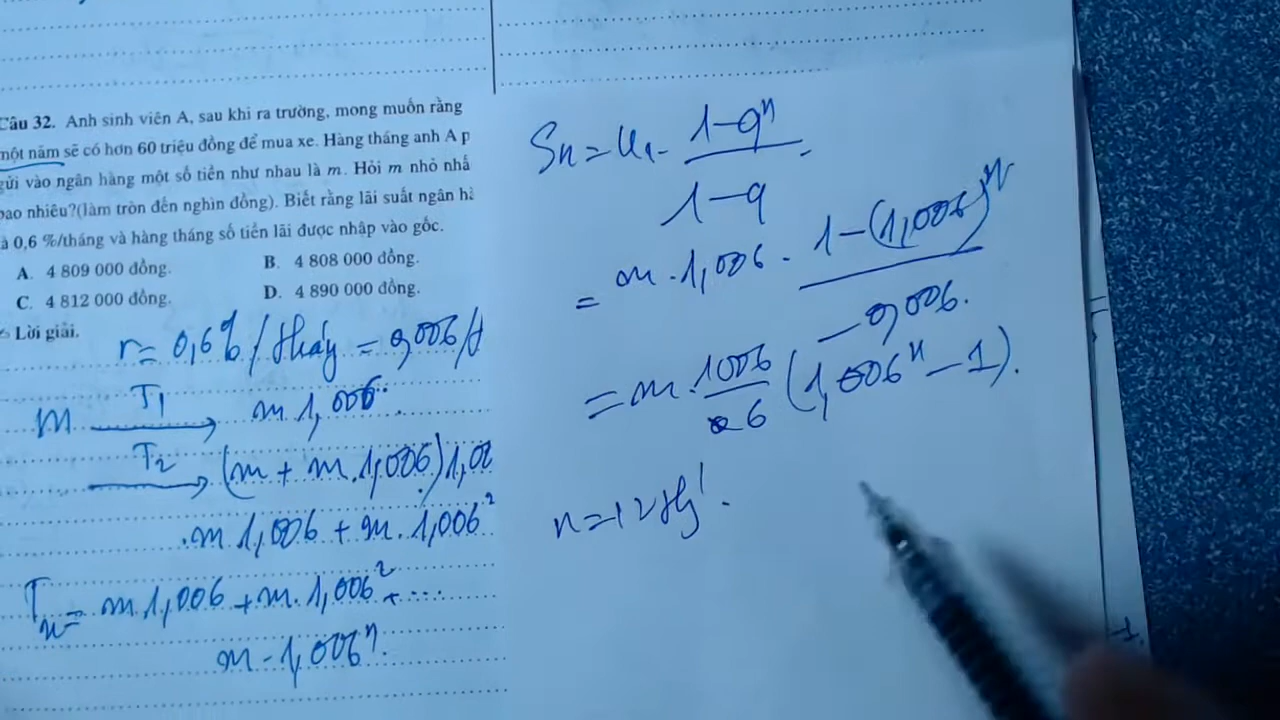 Câu 32. Anh sinh viên A, sau khi ra trường, mong muốn rằng
một năm sẽ có hơn 60 triệu đồng để mua xe. Hàng tháng anh A p
gửi vào ngân hàng một số tiền như nhau là m. Hỏi m nhỏ nhấ
bao nhiêu?(làm tròn đến nghìn đồng). Biết rằng lãi suất ngân hà
à 0,6 %/tháng và hàng tháng số tiền lãi được nhập vào gốc.
A. 4 809 000 đồng.
B. 4 808 000 đồng.
C. 4 812 000 đồng.
D. 4 890 000 đồng.
Lời giải.
r = 0,6% / tháng = 0,006/t
m T1 → m.1,006
T2 → (m + m.1,006)1,00
m 1,006 + m.1,006²
Tn = m.1,006 + m.1,006² + ...
m.1,006ⁿ.
Sn = u1 . (1-qⁿ)/(1-q)
= m.1,006 . (1-(1,006)ⁿ)/(-0,006).
= m. 1006/6 (1,006ⁿ - 1).
n = 12